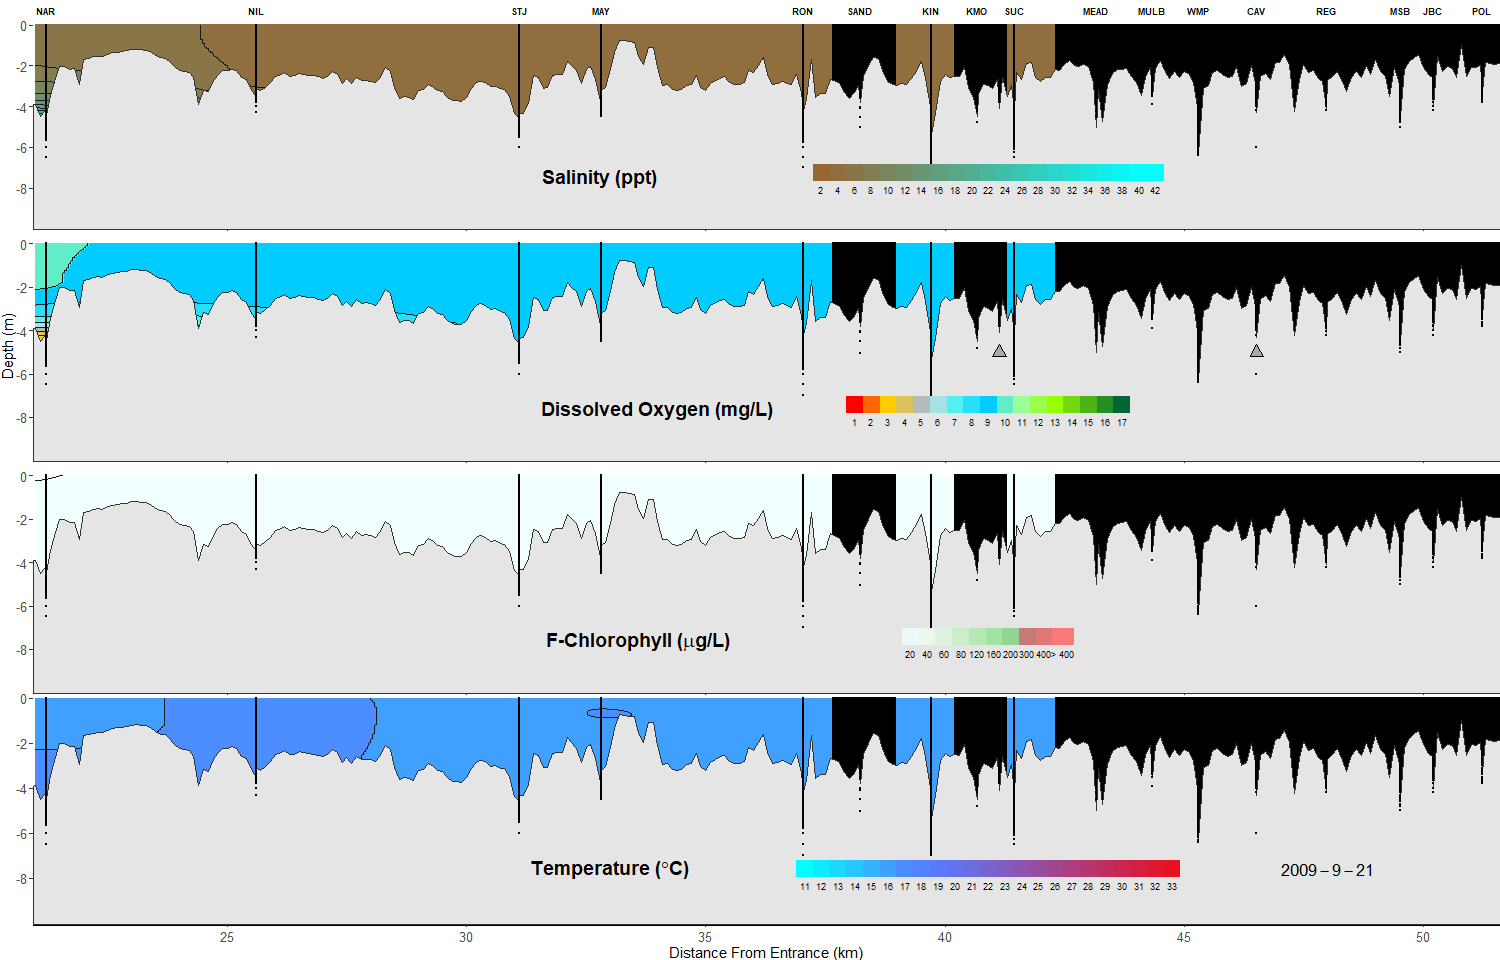 NAR NIL STJ MAY RON SAND KIN KMO SUC MEAD MULB WMP CAV REG MSB JBC POL
0
-2
-4
-6
-8
Salinity (ppt)
2 4 6 8 10 12 14 16 18 20 22 24 26 28 30 32 34 36 38 40 42
Depth (m)
0
-2
-4
-6
-8
Dissolved Oxygen (mg/L)
1 2 3 4 5 6 7 8 9 10 11 12 13 14 15 16 17
0
-2
-4
-6
-8
F-Chlorophyll (μg/L)
20 40 60 80 120 160 200 300 400 > 400
0
-2
-4
-6
-8
Temperature (°C)
11 12 13 14 15 16 17 18 19 20 21 22 23 24 25 26 27 28 29 30 31 32 33
2009-9-21
25 30 35 40 45 50
Distance From Entrance (km)